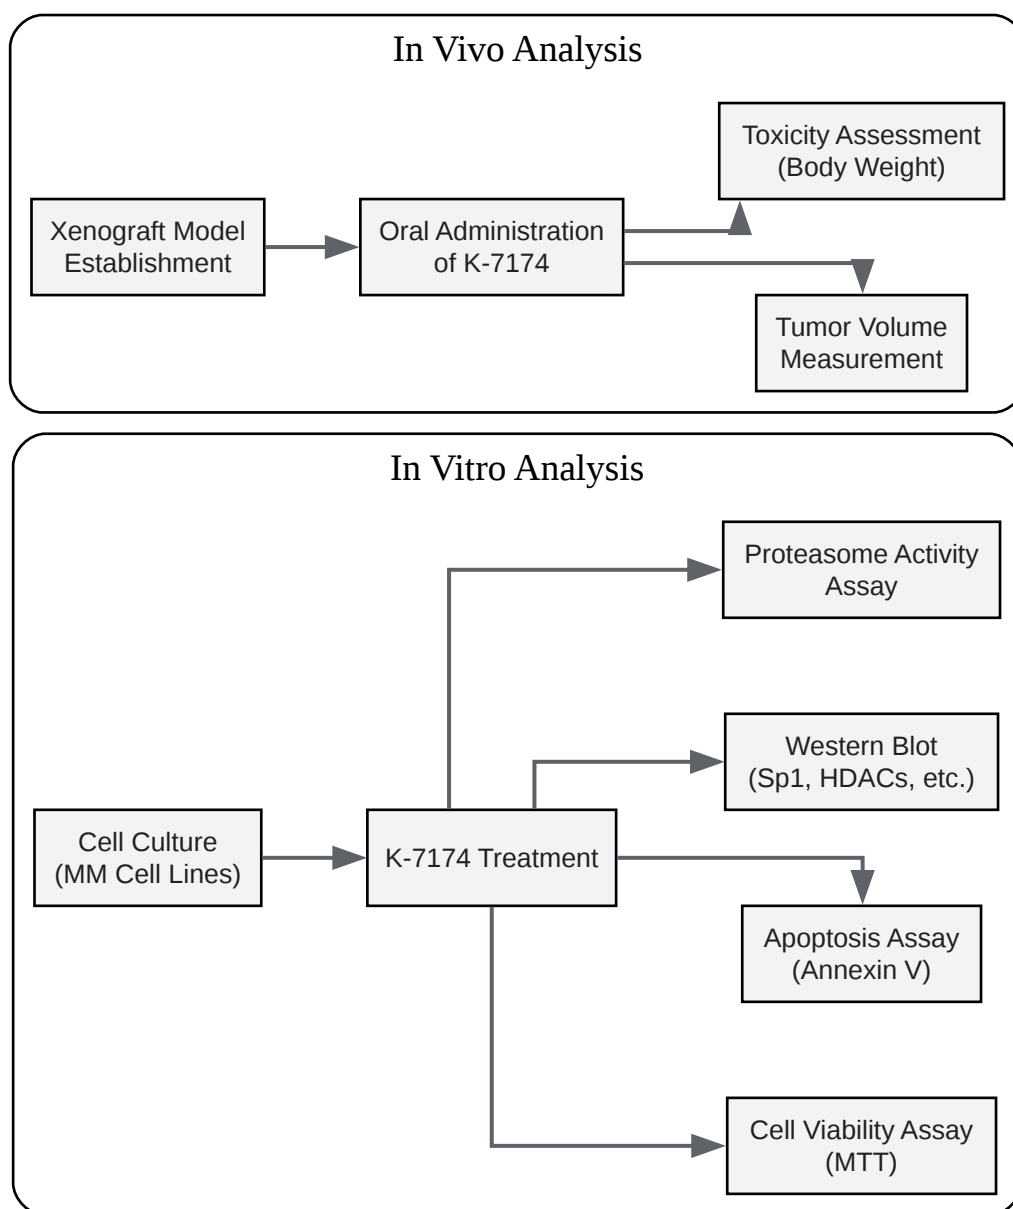 In Vivo Analysis
Toxicity Assessment
(Body Weight)
Xenograft Model
Establishment
Oral Administration
of K-7174
Tumor Volume
Measurement
In Vitro Analysis
Proteasome Activity
Assay
Western Blot
(Sp1, HDACs, etc.)
Cell Culture
(MM Cell Lines)
K-7174 Treatment
Apoptosis Assay
(Annexin V)
Cell Viability Assay
(MTT)